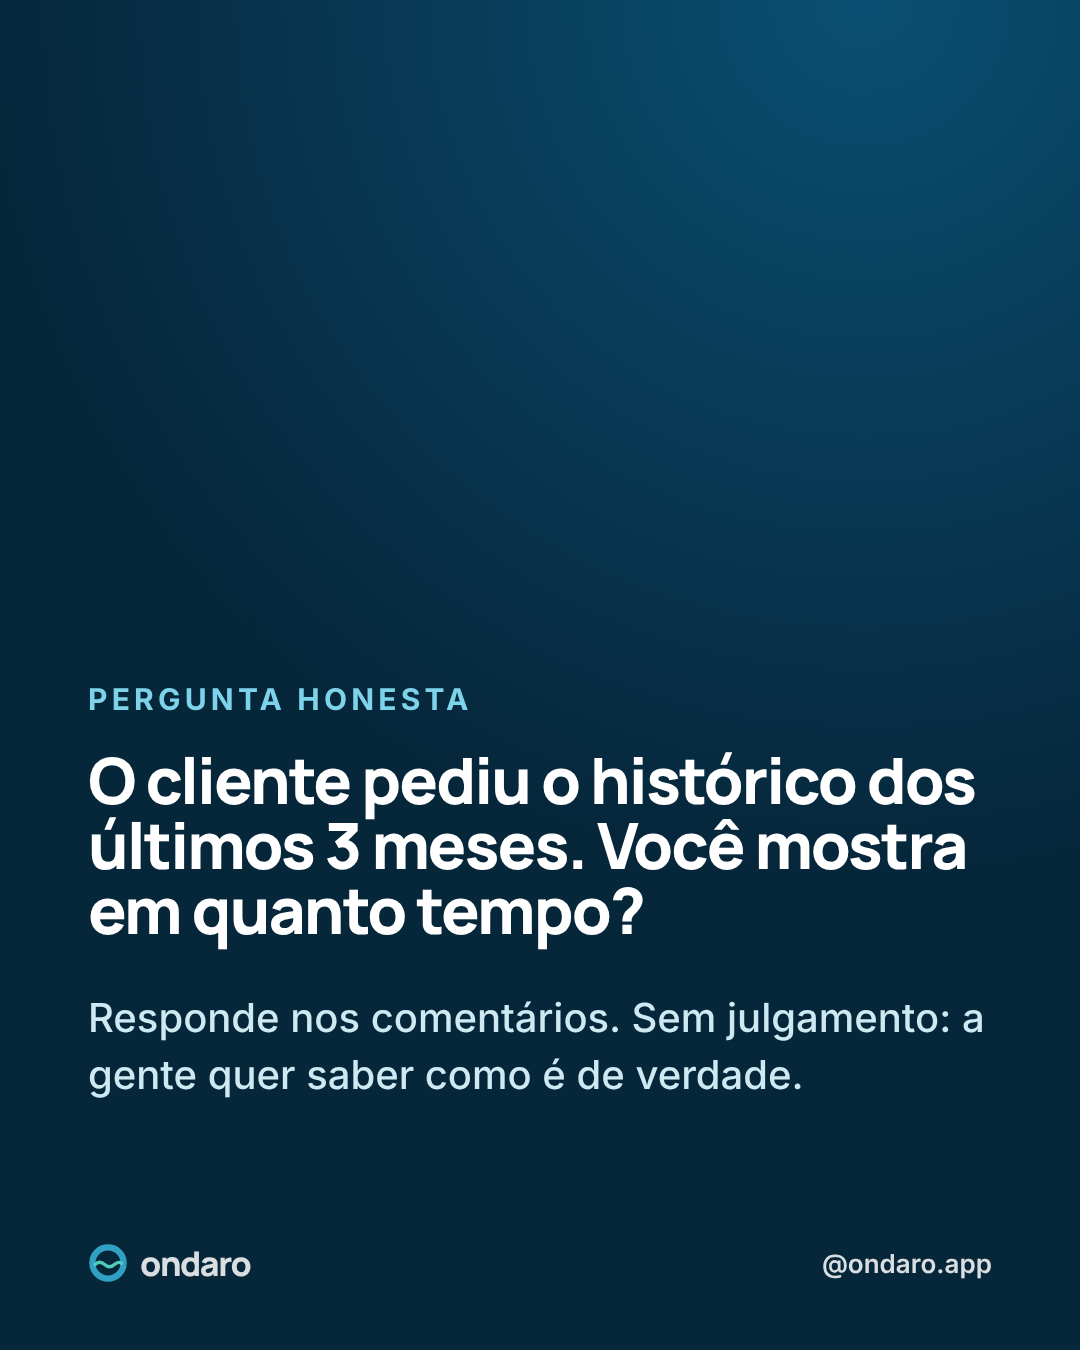 PERGUNTA HONESTA
O cliente pediu o histórico dos
últimos 3 meses. Você mostra
em quanto tempo?
Responde nos comentários. Sem julgamento: a
gente quer saber como é de verdade.
ondaro
@ondaro.app